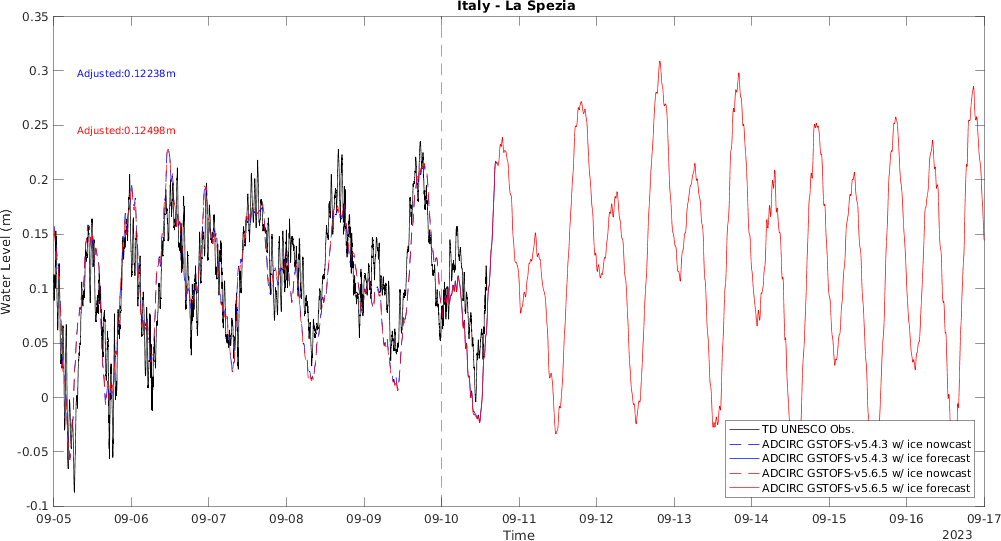 Italy - La Spezia
0.35
0.3
0.25
0.2
0.15
0.1
0.05
0
-0.05
-0.1
Water Level (m)
Adjusted:0.12238m
Adjusted:0.12498m
TD UNESCO Obs.
ADCIRC GSTOFS-v5.4.3 w/ ice nowcast
ADCIRC GSTOFS-v5.4.3 w/ ice forecast
ADCIRC GSTOFS-v5.6.5 w/ ice nowcast
ADCIRC GSTOFS-v5.6.5 w/ ice forecast
09-05 09-06 09-07 09-08 09-09 09-10 09-11 09-12 09-13 09-14 09-15 09-16 09-17
Time
2023